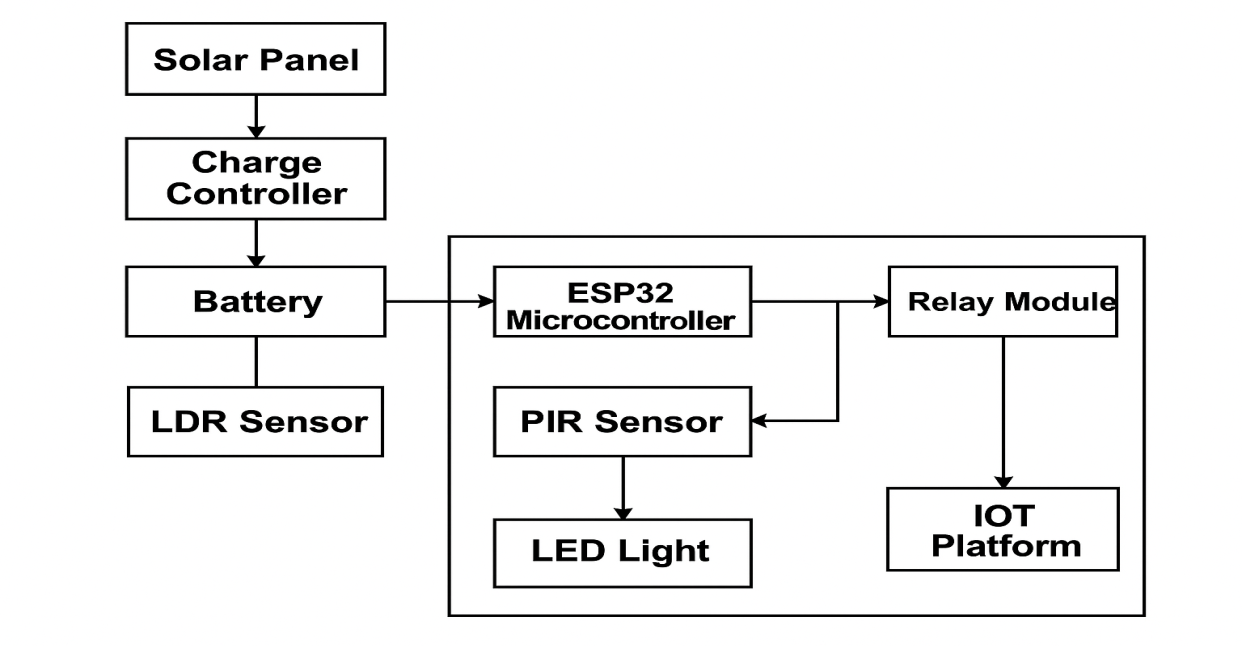 Solar Panel
Charge
Controller
Battery
LDR Sensor
ESP32
Microcontroller
Relay Module
PIR Sensor
LED Light
IOT
Platform